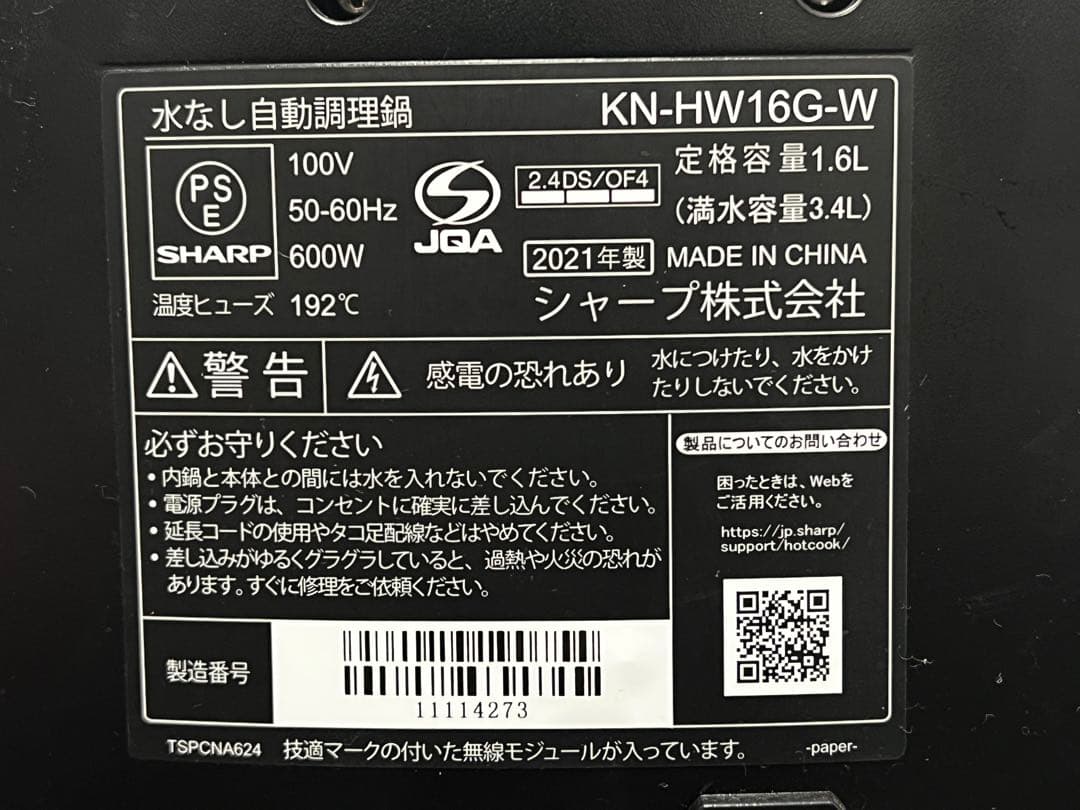 水なし自動調理鍋 KN-HW16G-W
PSE
SHARP
100V
50-60Hz
600W
JQA
2.4DS/OF4
定格容量1.6L
(満水容量3.4L)
2021年製 MADE IN CHINA
温度ヒューズ 192℃
シャープ株式会社
警告
感電の恐れあり
水につけたり、水をかけ
たりしないでください。
必ずお守りください
・内鍋と本体との間には水を入れないでください。
・電源プラグは、コンセントに確実に差し込んでください。
・延長コードの使用やタコ足配線などはやめてください。
・差し込みがゆるくグラグラしていると、過熱や火災の恐れが
あります。すぐに修理をご依頼ください。
製品についてのお問い合わせ
困ったときは、Webを
ご活用ください。
https://jp.sharp/
support/hotcook/
製造番号
11114273
TSPCNA624 技適マークの付いた無線モジュールが入っています。 -paper-